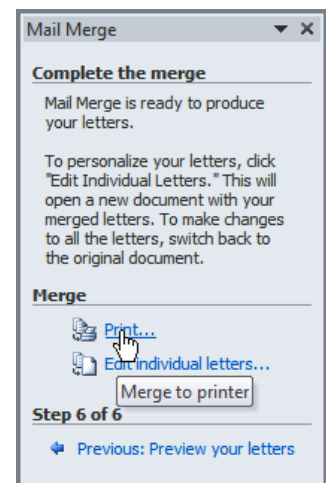 Mail Merge
Complete the merge
Mail Merge is ready to produce
your letters.
To personalize your letters, click
"Edit Individual Letters." This will
open a new document with your
merged letters. To make changes
to all the letters, switch back to
the original document.
Merge
Print...
Edit individual letters...
Merge to printer
Step 6 of 6
Previous: Preview your letters